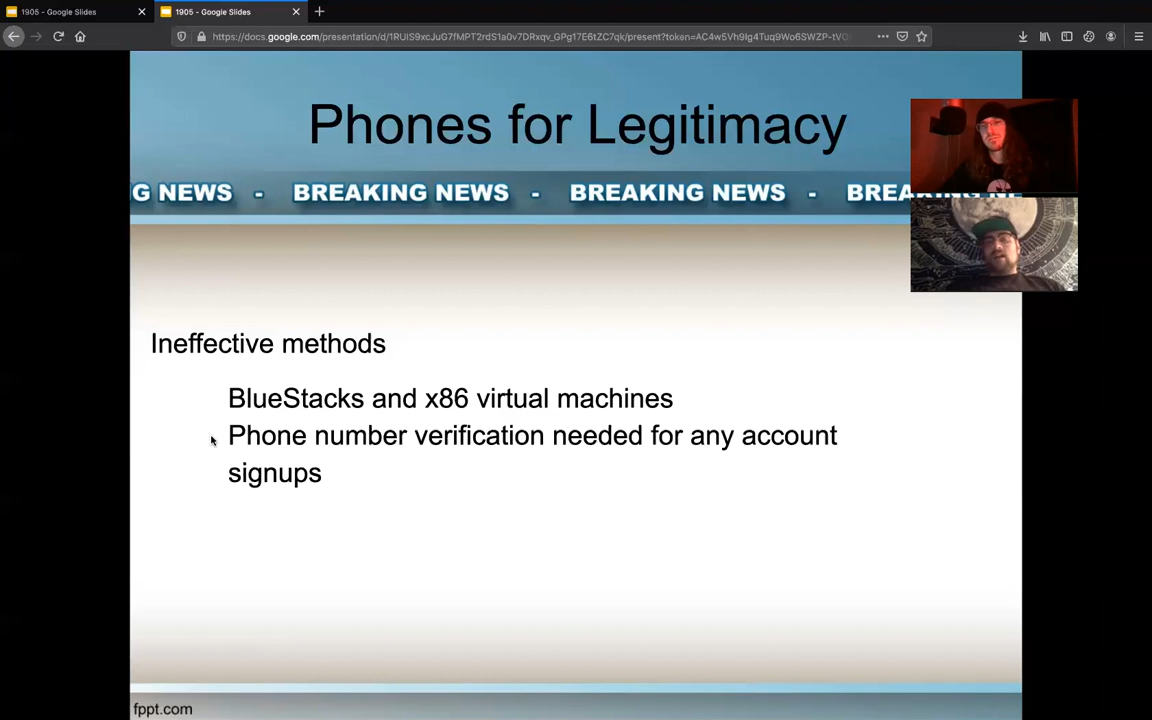 1905 - Google Slides
1905 - Google Slides
Phones for Legitimacy
G NEWS - BREAKING NEWS - BREAKING NEWS - BREA
Ineffective methods
BlueStacks and x86 virtual machines
Phone number verification needed for any account
signups
fppt.com